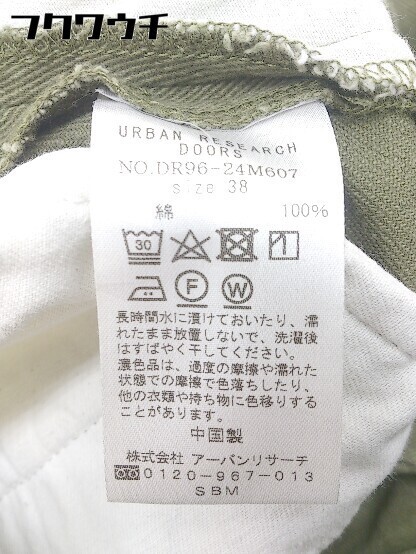 フクワウチ
URBAN RESEARCH
DOORS
NO.DR96-24M607
size 38
綿 100%
30
F W
長時間水に漬けておいたり、濡
れたまま放置しないで、洗濯後
はすばやく干してください。
濃色品は、過度の摩擦や濡れた
状態での摩擦で色落ちしたり、
他の衣類や持ち物に色移りする
ことがあります。
中国製
株式会社 アーバンリサーチ
0120-967-013
SBM